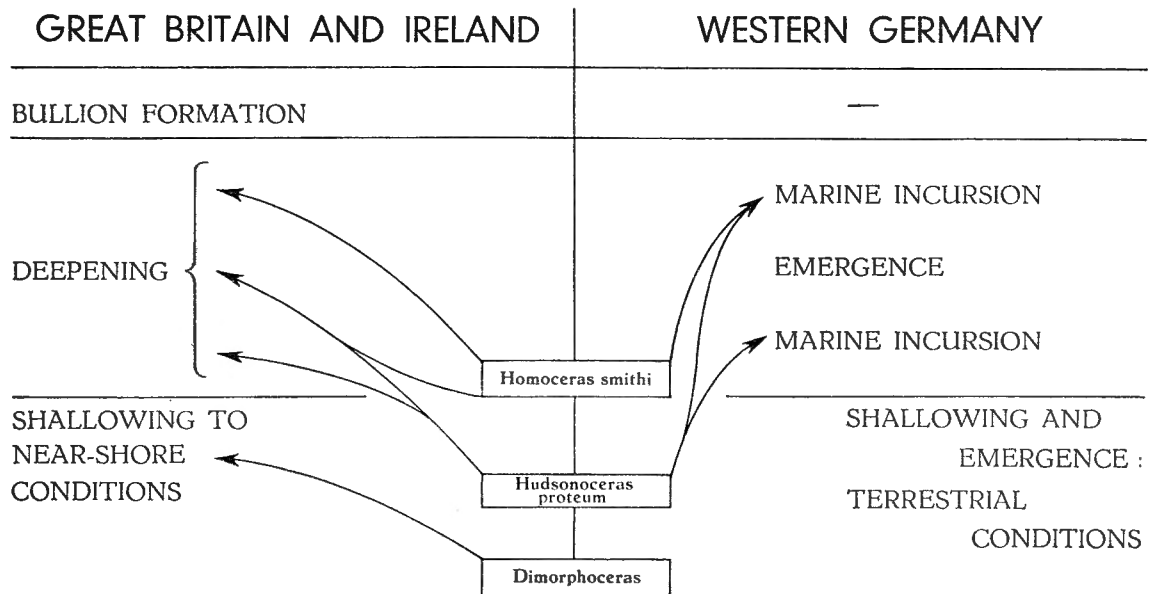 GREAT BRITAIN AND IRELAND
WESTERN GERMANY
BULLION FORMATION
—
DEEPENING
MARINE INCURSION
EMERGENCE
MARINE INCURSION
Homoceras smithi
SHALLOWING TO
NEAR-SHORE
CONDITIONS
SHALLOWING AND
EMERGENCE :
TERRESTRIAL
CONDITIONS
Hudsonoceras
proteum
Dimorphoceras